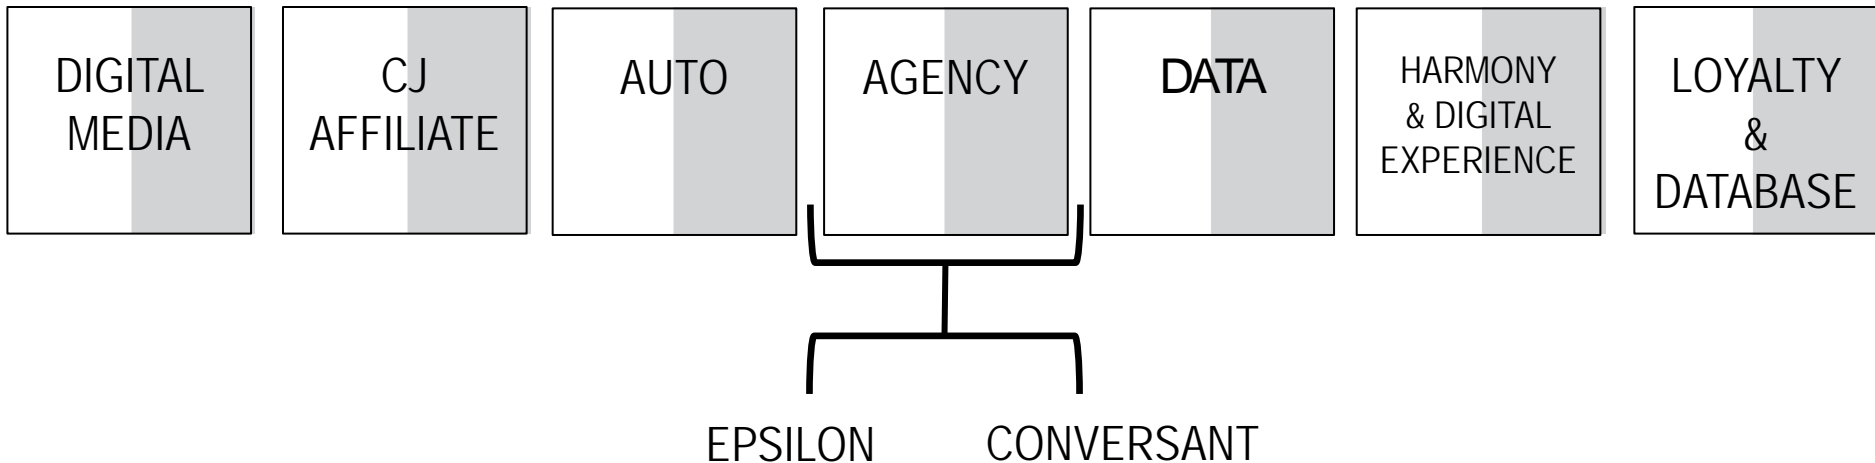 DIGITAL
MEDIA
CJ
AFFILIATE
AUTO
AGENCY
DATA
HARMONY
& DIGITAL
EXPERIENCE
LOYALTY
&
DATABASE
EPSILON
CONVERSANT